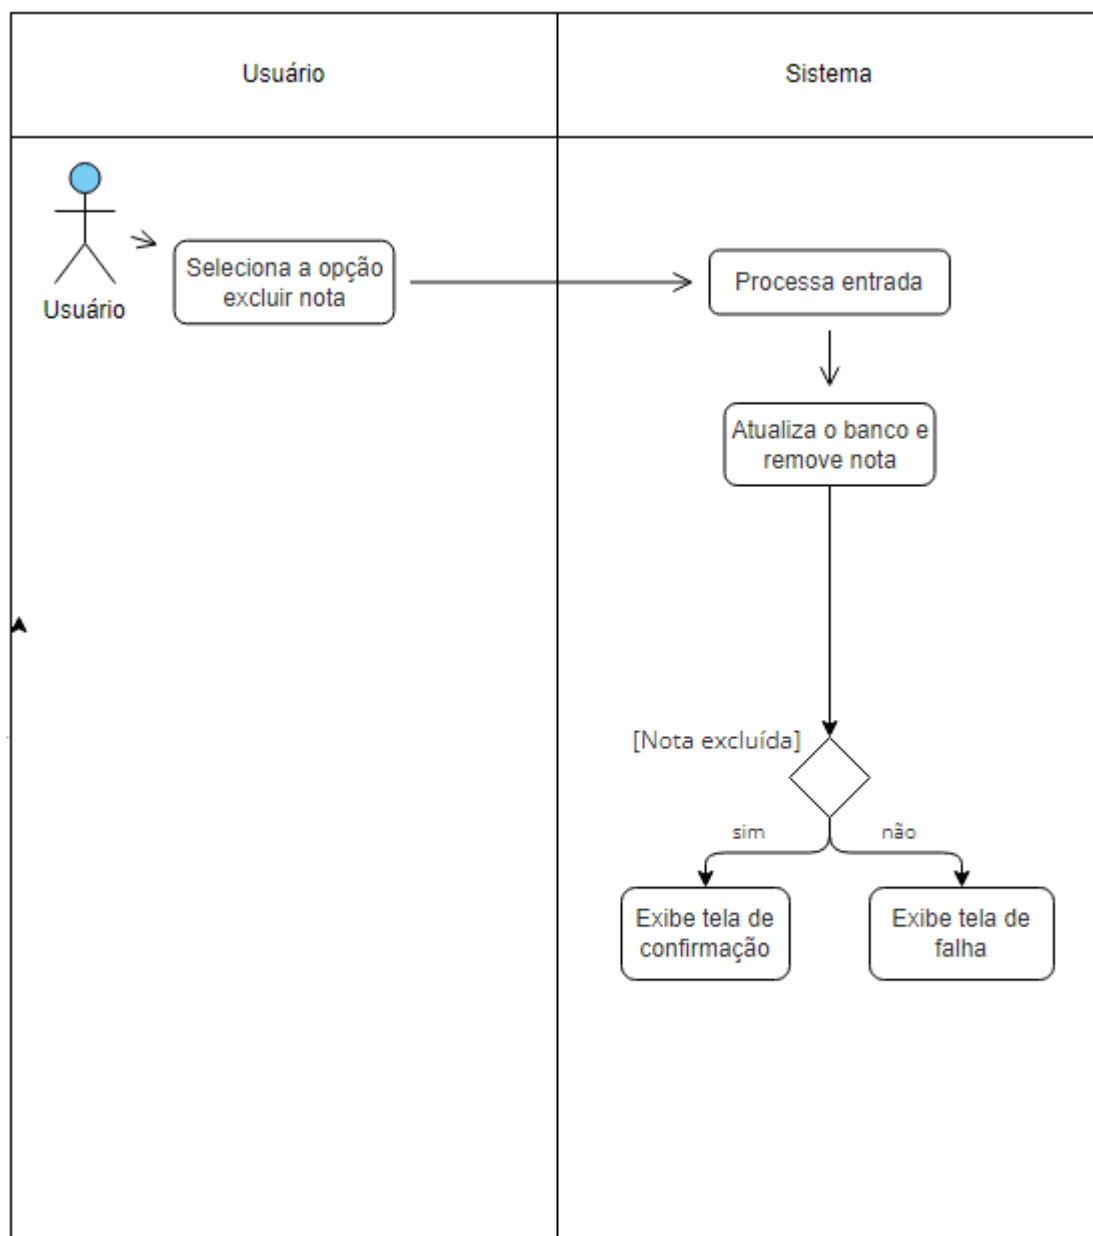 Usuário
Sistema
Usuário
Seleciona a opção
excluir nota
Processa entrada
Atualiza o banco e
remove nota
[Nota excluída]
sim
não
Exibe tela de
confirmação
Exibe tela de
falha